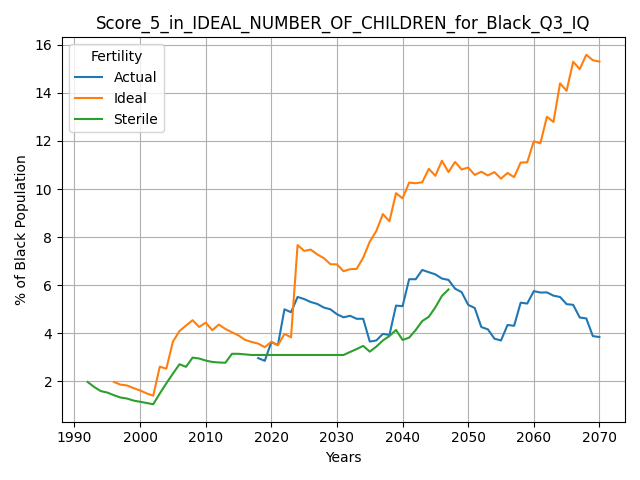 Score_5_in_IDEAL_NUMBER_OF_CHILDREN_for_Black_Q3_IQ
Fertility
Actual
Ideal
Sterile
% of Black Population
16
14
12
10
8
6
4
2
1990
2000
2010
2020
2030
2040
2050
2060
2070
Years